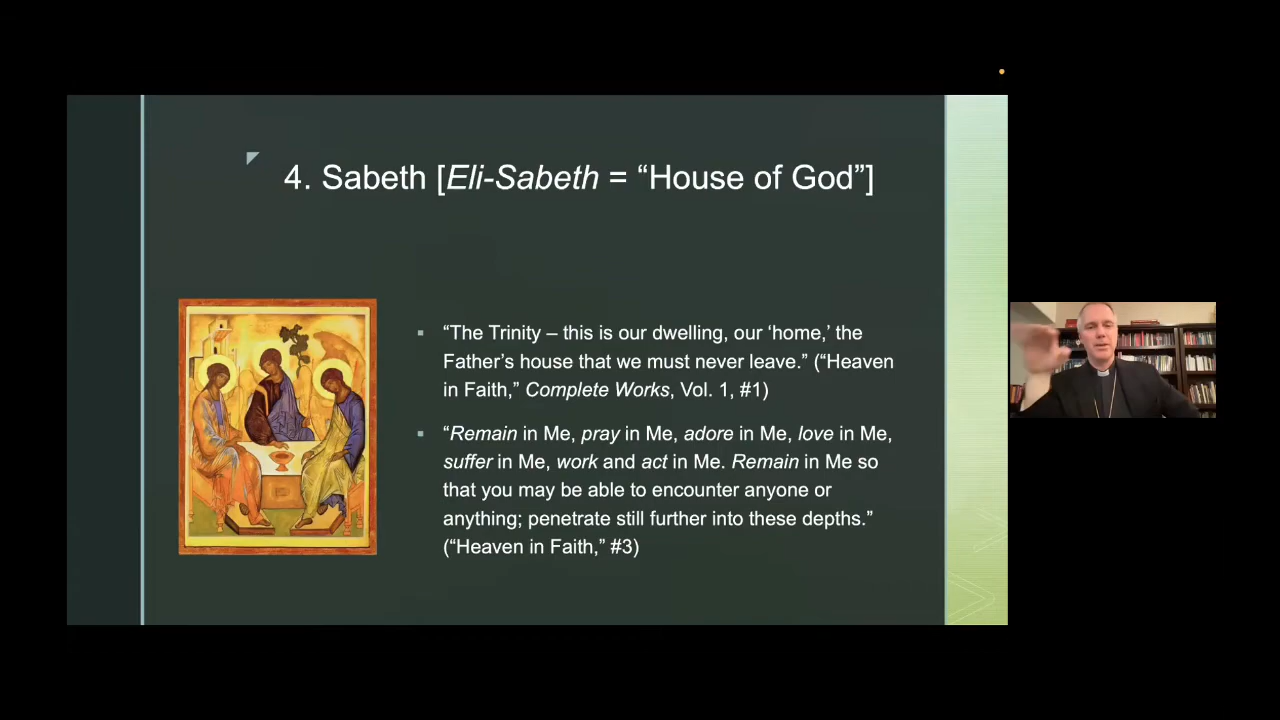 4. Sabeth [Eli-Sabeth = “House of God”]
“The Trinity – this is our dwelling, our ‘home,’ the
Father’s house that we must never leave.” (“Heaven
in Faith,” Complete Works, Vol. 1, #1)
“Remain in Me, pray in Me, adore in Me, love in Me,
suffer in Me, work and act in Me. Remain in Me so
that you may be able to encounter anyone or
anything; penetrate still further into these depths.”
(“Heaven in Faith,” #3)